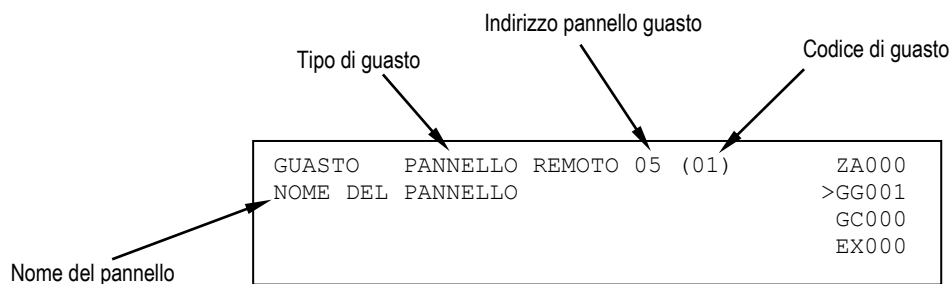 Indirizzo pannello guasto
Codice di guasto
Tipo di guasto
GUASTO PANNELLO REMOTO 05 (01) ZA000
NOME DEL PANNELLO >GG001
GC000
EX000
Nome del pannello